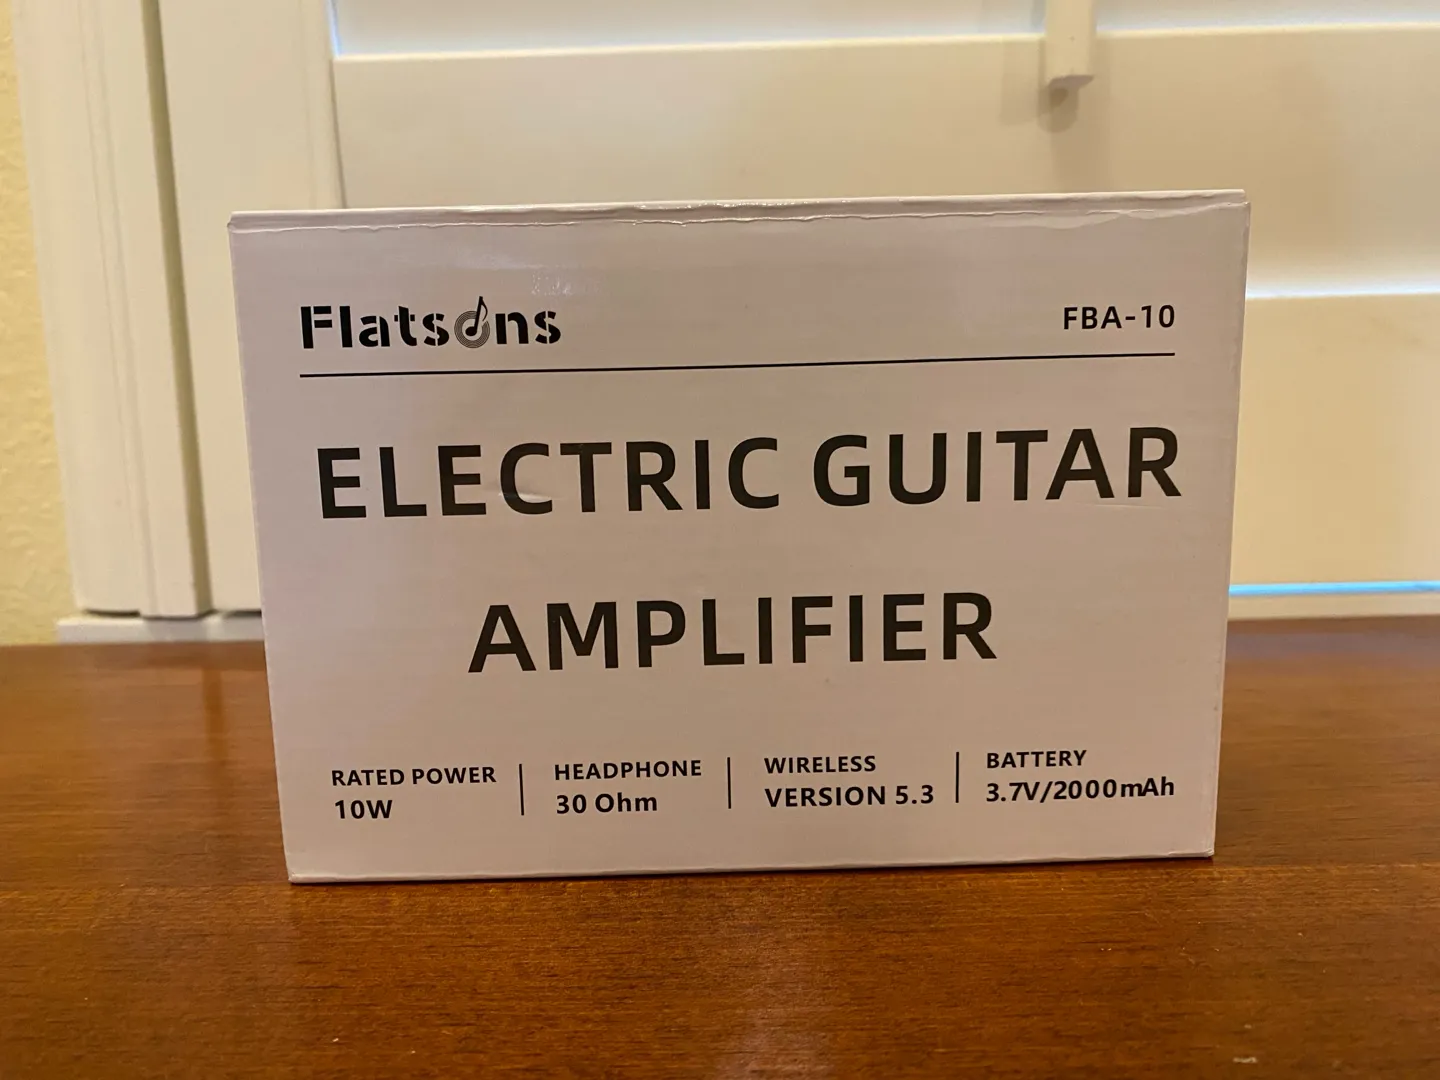 Flatsons
FBA-10
ELECTRIC GUITAR
AMPLIFIER
RATED POWER
10W
HEADPHONE
30 Ohm
WIRELESS
VERSION 5.3
BATTERY
3.7V/2000mAh